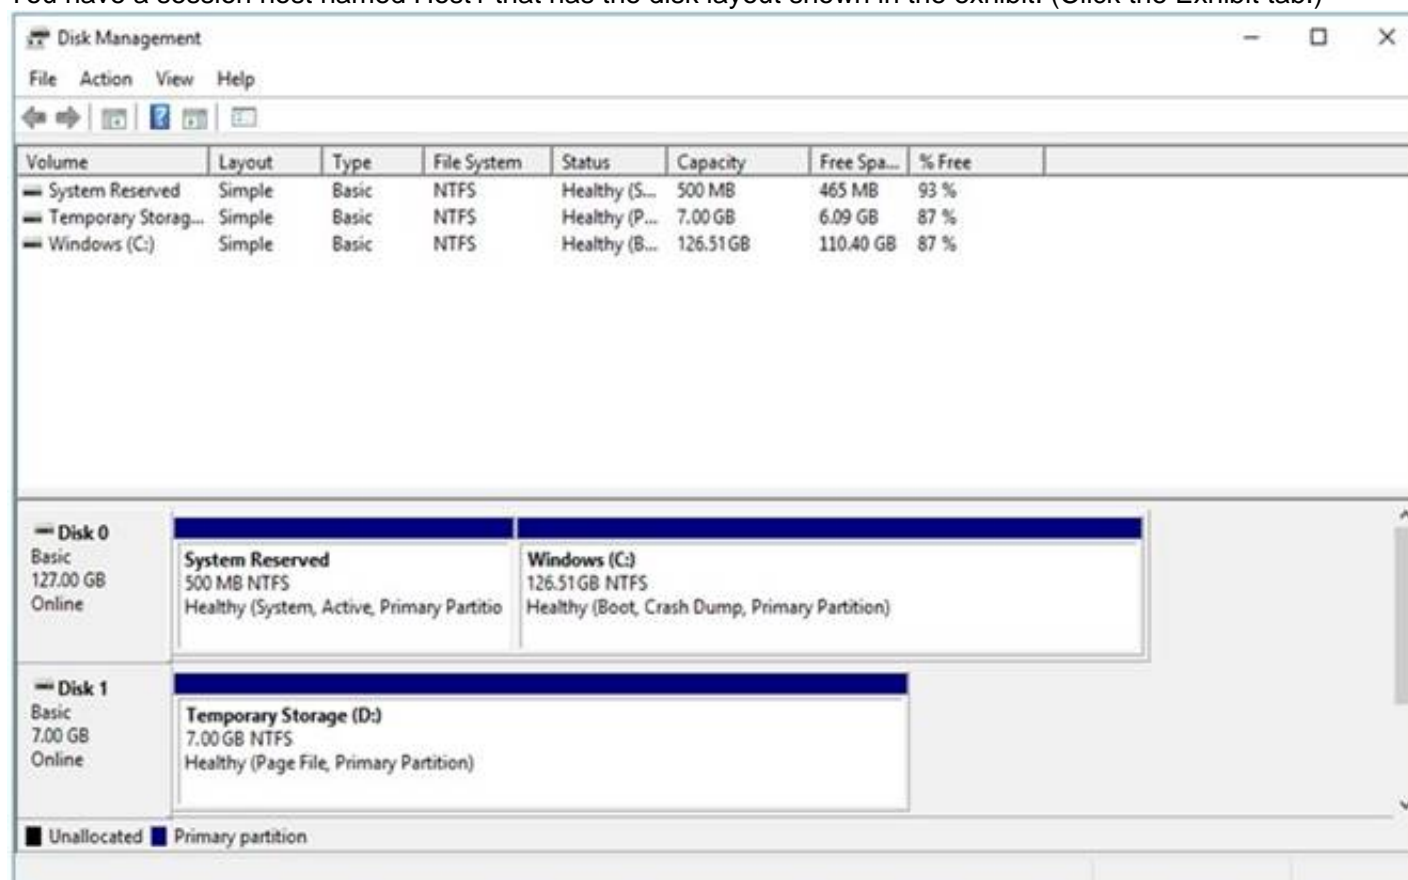 You have a session host named Host1 that has the disk layout shown in the exhibit. (Click the Exhibit tab.)
Disk Management
File Action View Help
Volume Layout Type File System Status Capacity Free Spa... % Free
System Reserved Simple Basic NTFS Healthy (S... 500 MB 465 MB 93 %
Temporary Storag... Simple Basic NTFS Healthy (P... 7.00 GB 6.09 GB 87 %
Windows (C:) Simple Basic NTFS Healthy (B... 126.51 GB 110.40 GB 87 %
Disk 0
Basic
127.00 GB
Online
System Reserved
500 MB NTFS
Healthy (System, Active, Primary Partitio
Windows (C:)
126.51 GB NTFS
Healthy (Boot, Crash Dump, Primary Partition)
Disk 1
Basic
7.00 GB
Online
Temporary Storage (D:)
7.00 GB NTFS
Healthy (Page File, Primary Partition)
Unallocated Primary partition